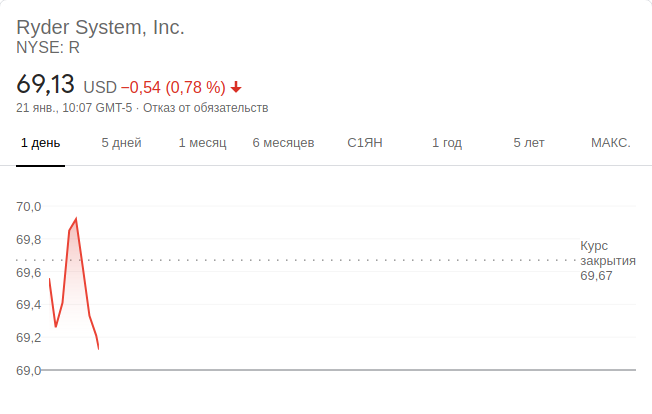 Ryder System, Inc.
NYSE: R
69,13 USD −0,54 (0,78 %)
21 янв., 10:07 GMT-5 · Отказ от обязательств
1 день 5 дней 1 месяц 6 месяцев С1ЯН 1 год 5 лет МАКС.
70,0
69,8
Курс
закрытия
69,67
69,6
69,4
69,2
69,0